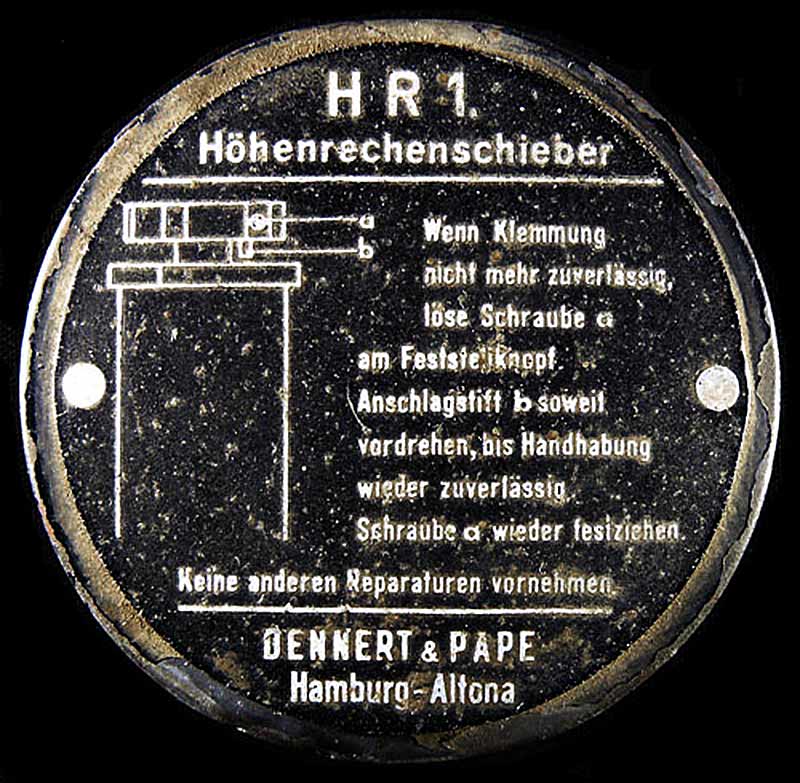 HR1.
Höhenrechenschieber
a
b
Wenn Klemmung
nicht mehr zuverlässig,
löse Schraube a
am Feststellknopf.
Anschlagstift b soweit
vordrehen, bis Handhabung
wieder zuverlässig.
Schraube a wieder festziehen.
Keine anderen Reparaturen vornehmen.
DENNERT & PAPE
Hamburg-Altona